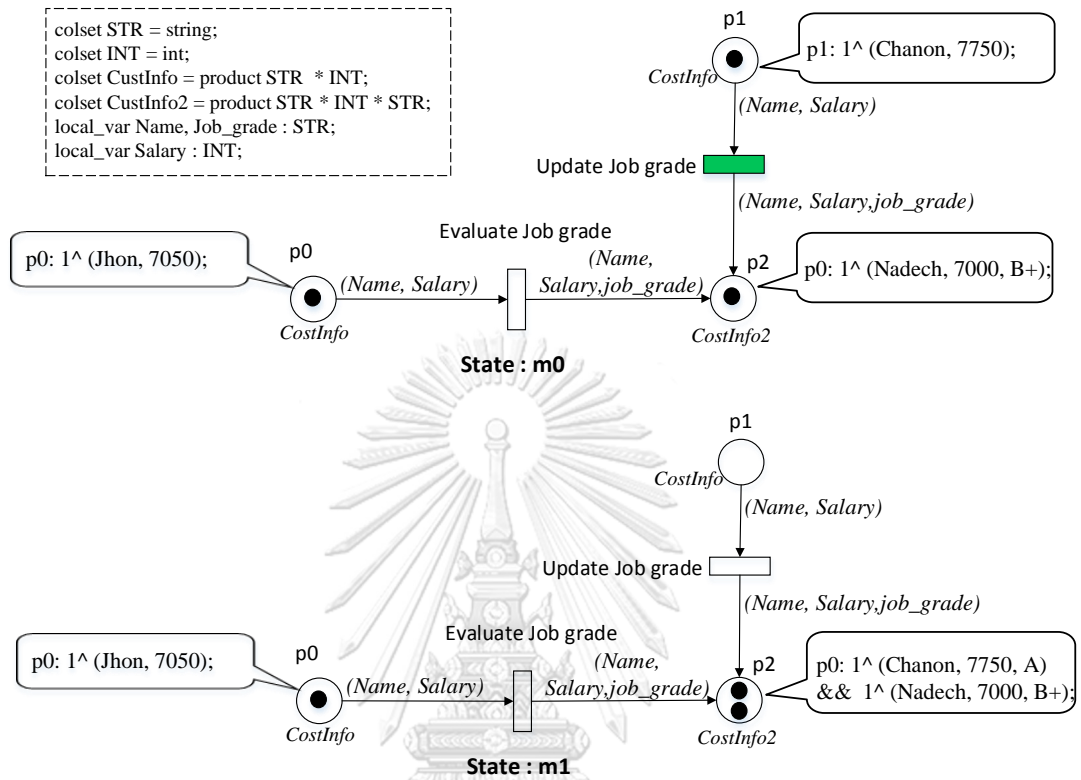 colset STR = string;
colset INT = int;
colset CustInfo = product STR * INT;
colset CustInfo2 = product STR * INT * STR;
local_var Name, Job_grade : STR;
local_var Salary : INT;
p1
p1: 1^ (Chanon, 7750);
CostInfo
(Name, Salary)
Update Job grade
(Name, Salary,job_grade)
Evaluate Job grade
p0: 1^ (Jhon, 7050);
p0
(Name, Salary)
(Name,
Salary,job_grade)
p2
p0: 1^ (Nadech, 7000, B+);
CostInfo
CostInfo2
State : m0
p1
CostInfo
(Name, Salary)
Update Job grade
(Name, Salary,job_grade)
Evaluate Job grade
p0: 1^ (Jhon, 7050);
p0
(Name, Salary)
(Name,
Salary,job_grade)
p2
p0: 1^ (Chanon, 7750, A)
&& 1^ (Nadech, 7000, B+);
CostInfo
CostInfo2
State : m1